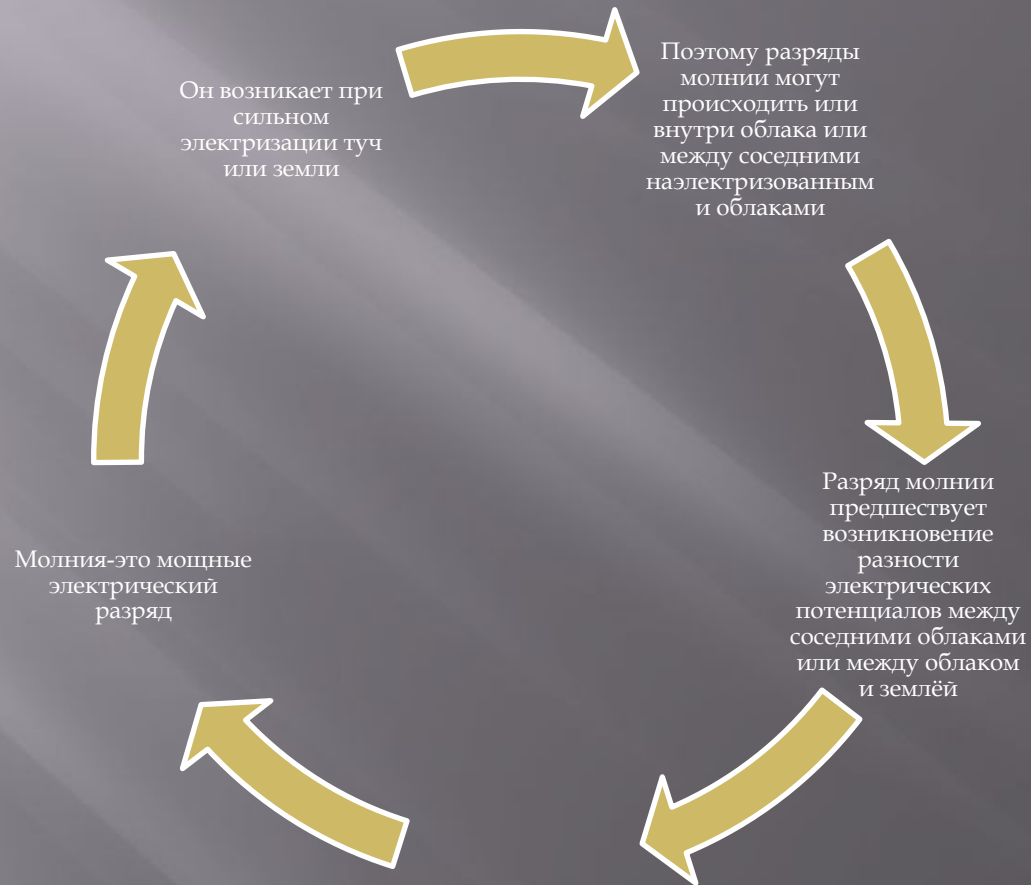 Он возникает при
сильном
электризации туч
или земли
Поэтому разряды
молнии могут
происходить или
внутри облака или
между соседними
наэлектризованным
и облаками
Разряд молнии
предшествует
возникновение
разности
электрических
потенциалов между
соседними облаками
или между облаком
и землёй
Молния-это мощные
электрический
разряд